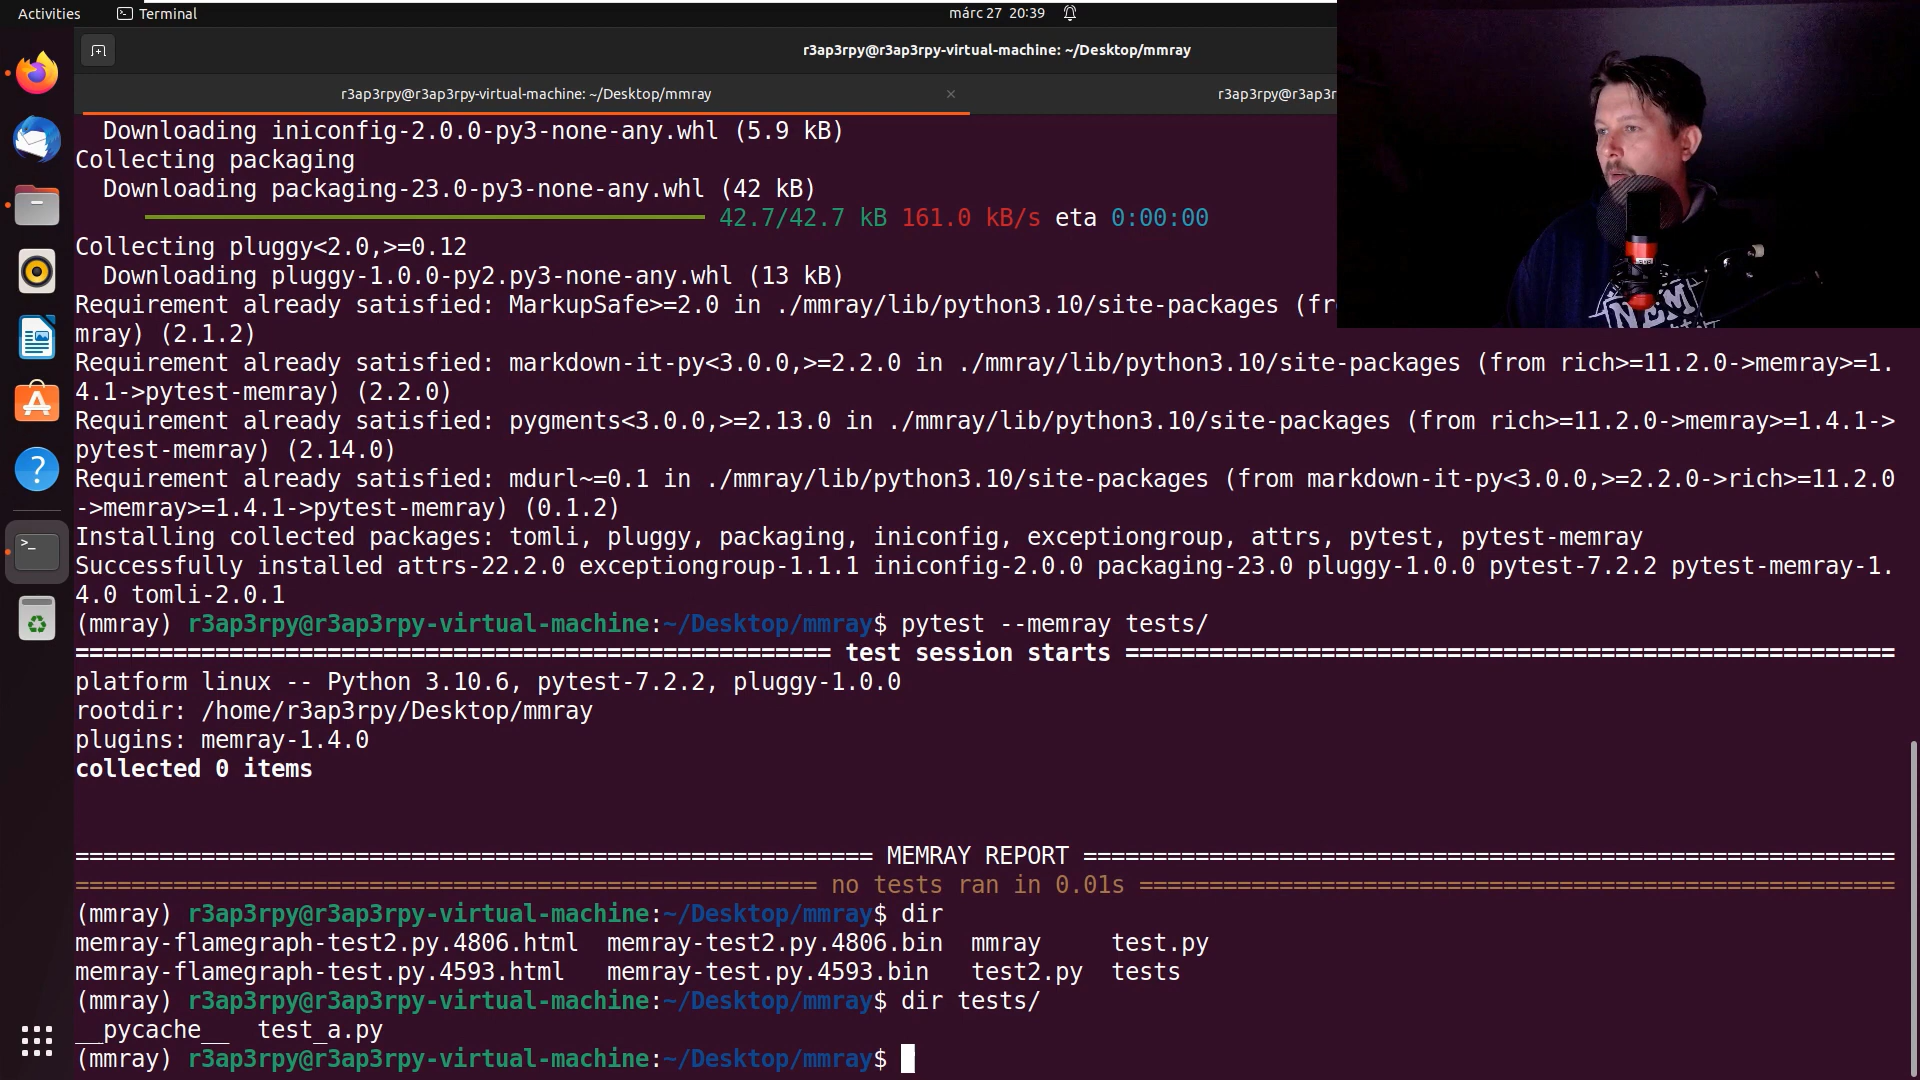 Activities
Terminal
márc 27 20:39
r3ap3rpy@r3ap3rpy-virtual-machine: ~/Desktop/mmray
r3ap3rpy@r3ap3rpy-virtual-machine: ~/Desktop/mmray
r3ap3rpy@r3ap3r
Downloading iniconfig-2.0.0-py3-none-any.whl (5.9 kB)
Collecting packaging
Downloading packaging-23.0-py3-none-any.whl (42 kB)
42.7/42.7 kB 161.0 kB/s eta 0:00:00
Collecting pluggy<2.0,>=0.12
Downloading pluggy-1.0.0-py2.py3-none-any.whl (13 kB)
Requirement already satisfied: MarkupSafe>=2.0 in ./mmray/lib/python3.10/site-packages (fr
mray) (2.1.2)
Requirement already satisfied: markdown-it-py<3.0.0,>=2.2.0 in ./mmray/lib/python3.10/site-packages (from rich>=11.2.0->memray>=1.
4.1->pytest-memray) (2.2.0)
Requirement already satisfied: pygments<3.0.0,>=2.13.0 in ./mmray/lib/python3.10/site-packages (from rich>=11.2.0->memray>=1.4.1->
pytest-memray) (2.14.0)
Requirement already satisfied: mdurl~=0.1 in ./mmray/lib/python3.10/site-packages (from markdown-it-py<3.0.0,>=2.2.0->rich>=11.2.0
->memray>=1.4.1->pytest-memray) (0.1.2)
Installing collected packages: tomli, pluggy, packaging, iniconfig, exceptiongroup, attrs, pytest, pytest-memray
Successfully installed attrs-22.2.0 exceptiongroup-1.1.1 iniconfig-2.0.0 packaging-23.0 pluggy-1.0.0 pytest-7.2.2 pytest-memray-1.
4.0 tomli-2.0.1
(mmray) r3ap3rpy@r3ap3rpy-virtual-machine:~/Desktop/mmray$ pytest --memray tests/
====================================================== test session starts =======================================================
platform linux -- Python 3.10.6, pytest-7.2.2, pluggy-1.0.0
rootdir: /home/r3ap3rpy/Desktop/mmray
plugins: memray-1.4.0
collected 0 items
========================================================= MEMRAY REPORT ==========================================================
===================================================== no tests ran in 0.01s ======================================================
(mmray) r3ap3rpy@r3ap3rpy-virtual-machine:~/Desktop/mmray$ dir
memray-flamegraph-test2.py.4806.html memray-test2.py.4806.bin mmray test.py
memray-flamegraph-test.py.4593.html memray-test.py.4593.bin test2.py tests
(mmray) r3ap3rpy@r3ap3rpy-virtual-machine:~/Desktop/mmray$ dir tests/
__pycache__ test_a.py
(mmray) r3ap3rpy@r3ap3rpy-virtual-machine:~/Desktop/mmray$